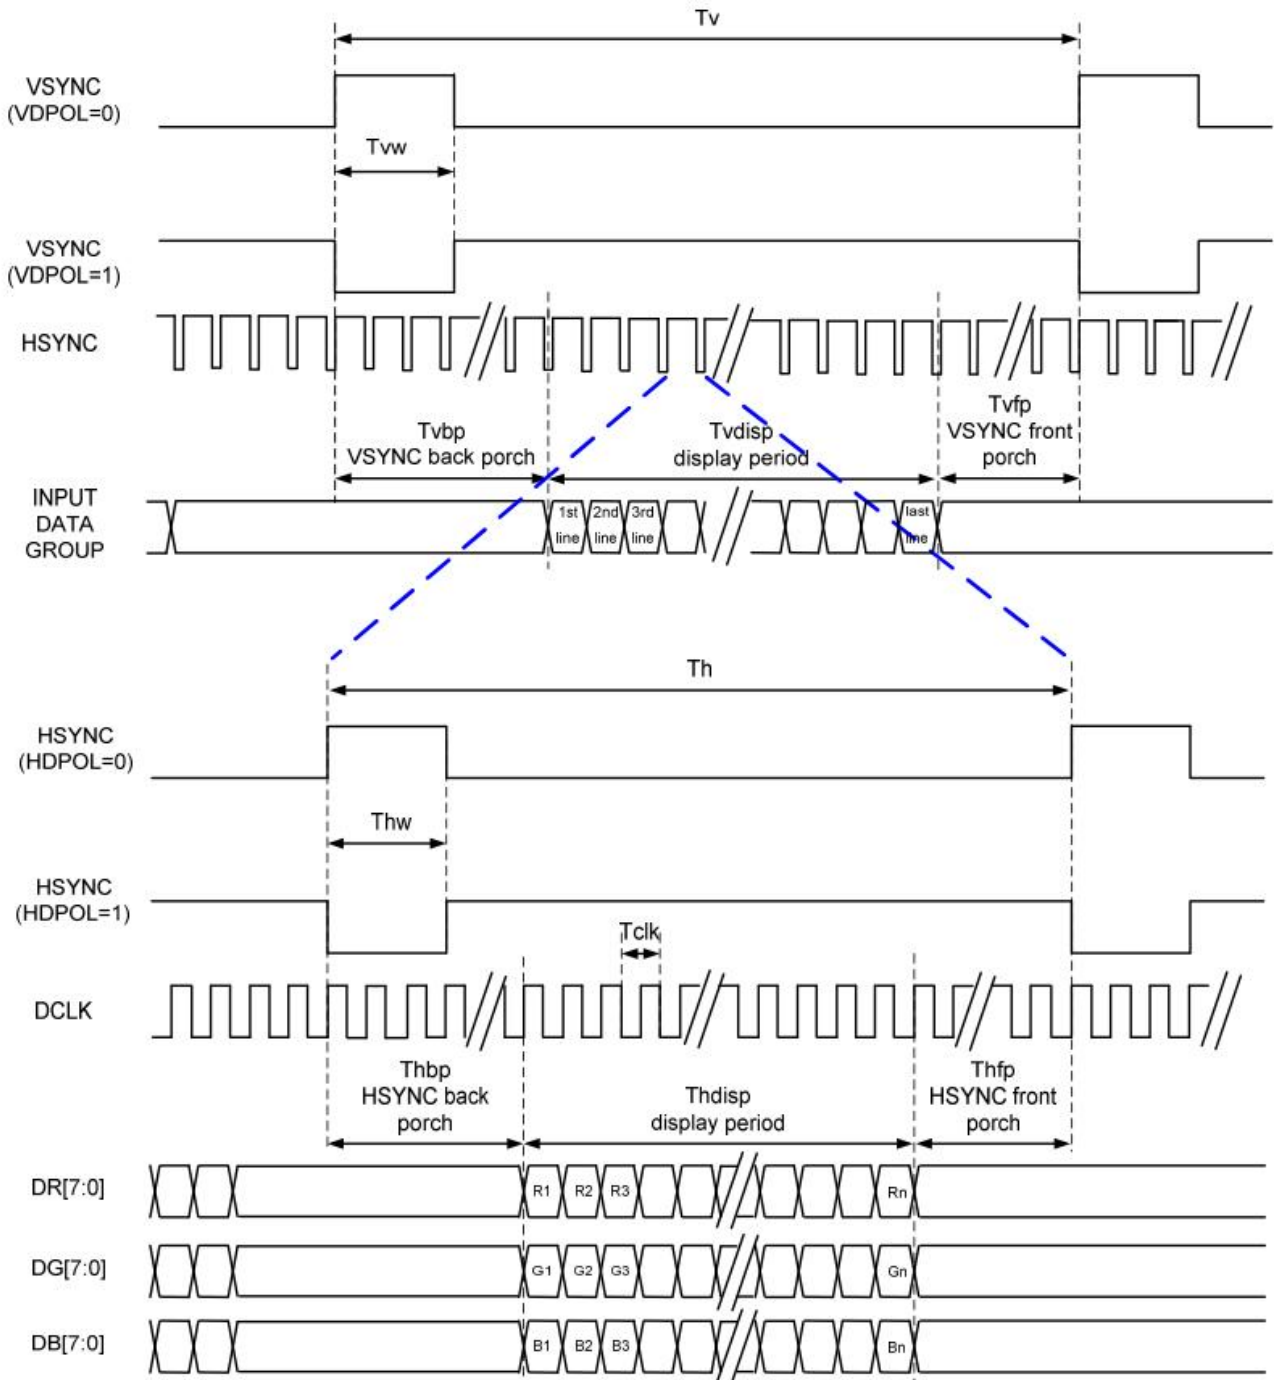 Tv
VSYNC
(VDPOL=0)
Tvw
VSYNC
(VDPOL=1)
HSYNC
Tvbp
VSYNC back porch
Tvdisp
display period
Tvfp
VSYNC front
porch
INPUT
DATA
GROUP
1st
line
2nd
line
3rd
line
last
line
Th
HSYNC
(HDPOL=0)
Thw
HSYNC
(HDPOL=1)
Tclk
DCLK
Thbp
HSYNC back
porch
Thdisp
display period
Thfp
HSYNC front
porch
DR[7:0]
R1 R2 R3 Rn
DG[7:0]
G1 G2 G3 Gn
DB[7:0]
B1 B2 B3 Bn